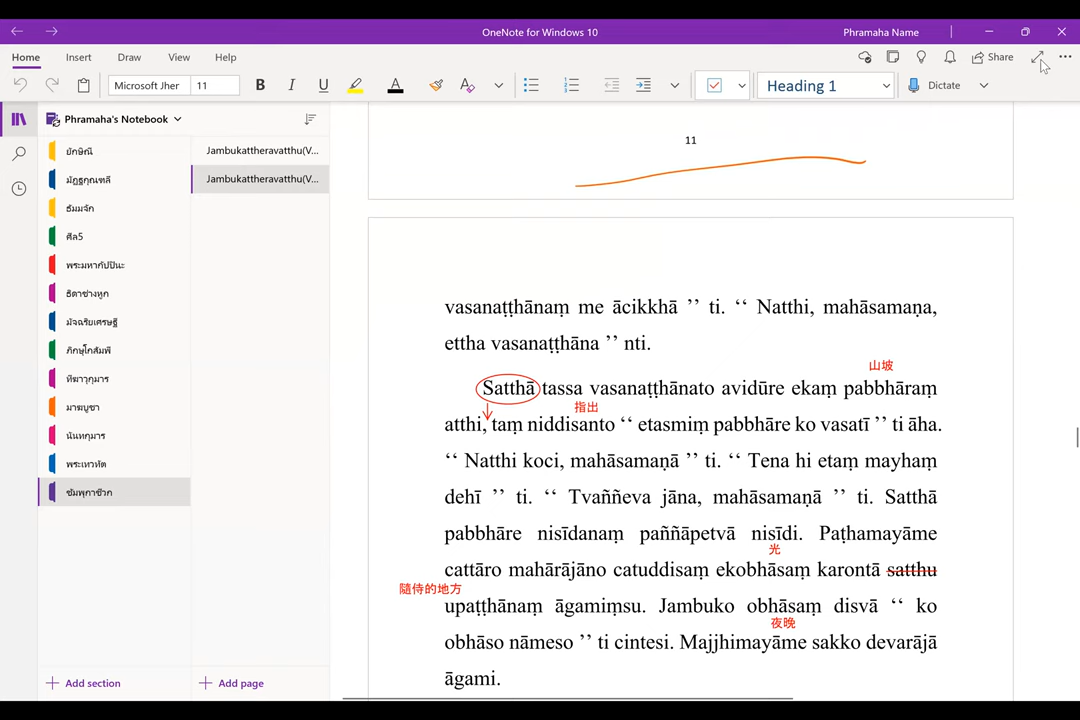 OneNote for Windows 10
Phramaha Name
Home Insert Draw View Help
Share
Microsoft Jher 11 B I U A Heading 1 Dictate
Phramaha's Notebook
ยักษิณี
มัฏฐกุณฑลี
ธัมมจัก
ศีล5
พระมหากัปปินะ
ธิดาช่างหูก
มัจฉริยเศรษฐี
ภิกษุโกสัมพี
ทีฆาวุกุมาร
มาฆบูชา
นันทกุมาร
พระเทวทัต
ชัมพุกาชีวก
Add section
Jambukattheravatthu(V...
Jambukattheravatthu(V...
Add page
11
vasanaṭṭhānaṃ me ācikkhā ’’ ti. ‘‘ Natthi, mahāsamaṇa,
ettha vasanaṭṭhāna ’’ nti.
山坡
Satthā tassa vasanaṭṭhānato avidūre ekaṃ pabbhāraṃ
指出
atthi, taṃ niddisanto ‘‘ etasmiṃ pabbhāre ko vasatī ’’ ti āha.
‘‘ Natthi koci, mahāsamaṇā ’’ ti. ‘‘ Tena hi etaṃ mayhaṃ
dehī ’’ ti. ‘‘ Tvaññeva jāna, mahāsamaṇā ’’ ti. Satthā
pabbhāre nisīdanaṃ paññāpetvā nisīdi. Paṭhamayāme
光
cattāro mahārājāno catuddisaṃ ekobhāsaṃ karontā satthu
隨侍的地方
upaṭṭhānaṃ āgamiṃsu. Jambuko obhāsaṃ disvā ‘‘ ko
夜晚
obhāso nāmeso ’’ ti cintesi. Majjhimayāme sakko devarājā
āgami.